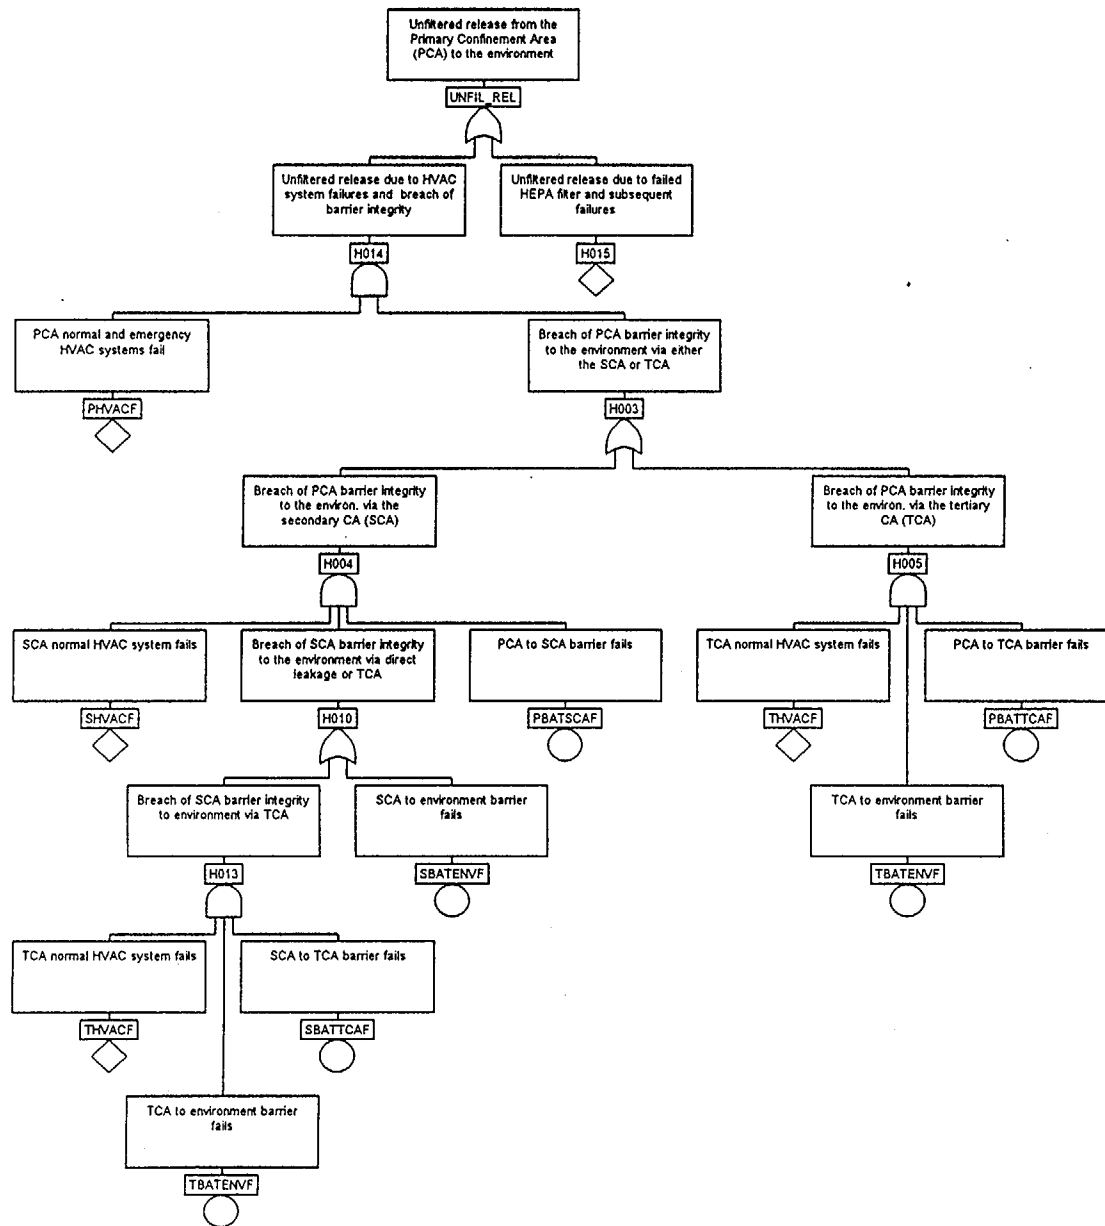 Unfiltered release from the
Primary Confinement Area
(PCA) to the environment
UNFIL_REL
Unfiltered release due to HVAC
system failures and breach of
barrier integrity
H014
Unfiltered release due to failed
HEPA filter and subsequent
failures
H015
PCA normal and emergency
HVAC systems fail
PHVACF
Breach of PCA barrier integrity
to the environment via either
the SCA or TCA
H003
Breach of PCA barrier integrity
to the environ. via the
secondary CA (SCA)
H004
Breach of PCA barrier integrity
to the environ. via the tertiary
CA (TCA)
H005
SCA normal HVAC system fails
SHVACF
Breach of SCA barrier integrity
to the environment via direct
leakage or TCA
H010
PCA to SCA barrier fails
PBATSCAF
TCA normal HVAC system fails
THVACF
PCA to TCA barrier fails
PBATTCAF
Breach of SCA barrier integrity
to environment via TCA
H013
SCA to environment barrier
fails
SBATENVF
TCA to environment barrier
fails
TBATENVF
TCA normal HVAC system fails
THVACF
SCA to TCA barrier fails
SBATTCAF
TCA to environment barrier
fails
TBATENVF